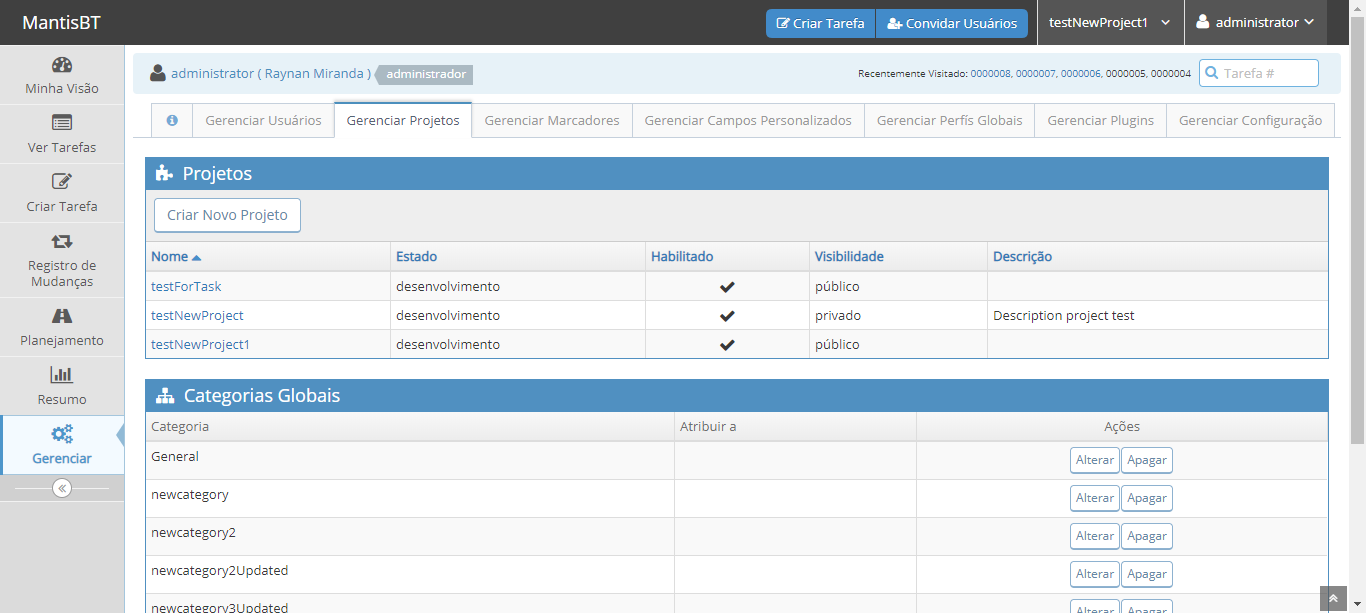 MantisBT
Criar Tarefa
Convidar Usuários
testNewProject1
administrator
Minha Visão
Ver Tarefas
Criar Tarefa
Registro de
Mudanças
Planejamento
Resumo
Gerenciar
administrator ( Raynan Miranda )
administrador
Recentemente Visitado: 0000008, 0000007, 0000006, 0000005, 0000004
Tarefa #
Gerenciar Usuários
Gerenciar Projetos
Gerenciar Marcadores
Gerenciar Campos Personalizados
Gerenciar Perfís Globais
Gerenciar Plugins
Gerenciar Configuração
Projetos
Criar Novo Projeto
Nome Estado Habilitado Visibilidade Descrição
testForTask desenvolvimento público
testNewProject desenvolvimento privado Description project test
testNewProject1 desenvolvimento público
Categorias Globais
Categoria Atribuir a Ações
General Alterar Apagar
newcategory Alterar Apagar
newcategory2 Alterar Apagar
newcategory2Updated Alterar Apagar
newcategory3Updated Alterar Apagar